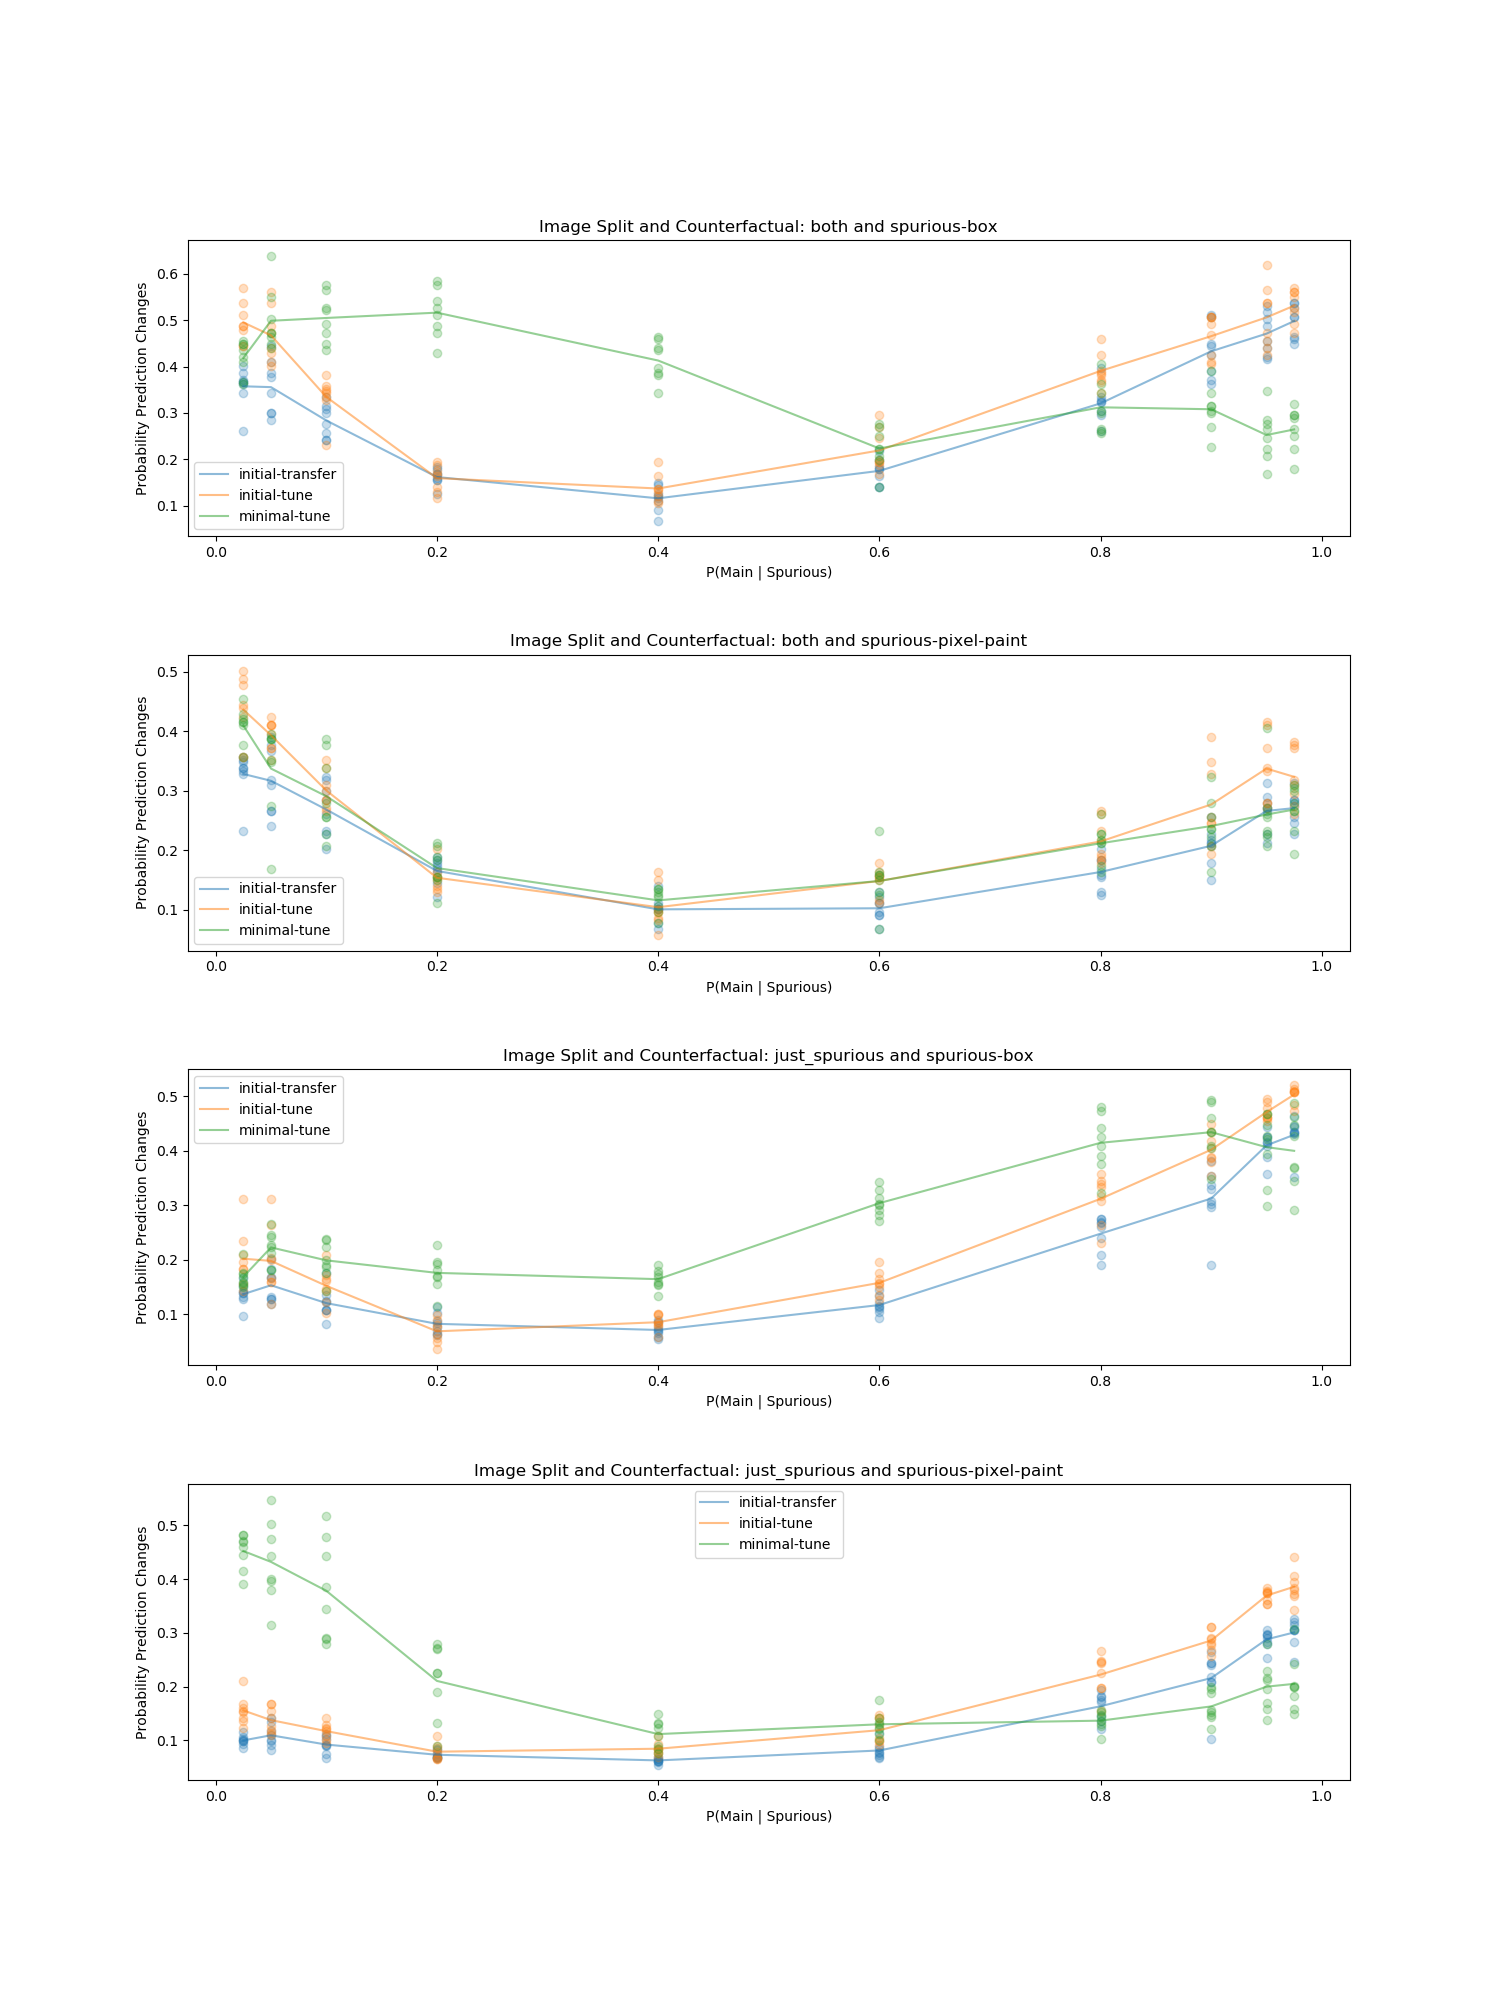 Image Split and Counterfactual: both and spurious-box
Probability Prediction Changes
0.6
0.5
0.4
0.3
0.2
0.1
initial-transfer
initial-tune
minimal-tune
0.0 0.2 0.4 0.6 0.8 1.0
P(Main | Spurious)
Image Split and Counterfactual: both and spurious-pixel-paint
Probability Prediction Changes
0.5
0.4
0.3
0.2
0.1
initial-transfer
initial-tune
minimal-tune
0.0 0.2 0.4 0.6 0.8 1.0
P(Main | Spurious)
Image Split and Counterfactual: just_spurious and spurious-box
Probability Prediction Changes
0.5
0.4
0.3
0.2
0.1
initial-transfer
initial-tune
minimal-tune
0.0 0.2 0.4 0.6 0.8 1.0
P(Main | Spurious)
Image Split and Counterfactual: just_spurious and spurious-pixel-paint
Probability Prediction Changes
0.5
0.4
0.3
0.2
0.1
initial-transfer
initial-tune
minimal-tune
0.0 0.2 0.4 0.6 0.8 1.0
P(Main | Spurious)